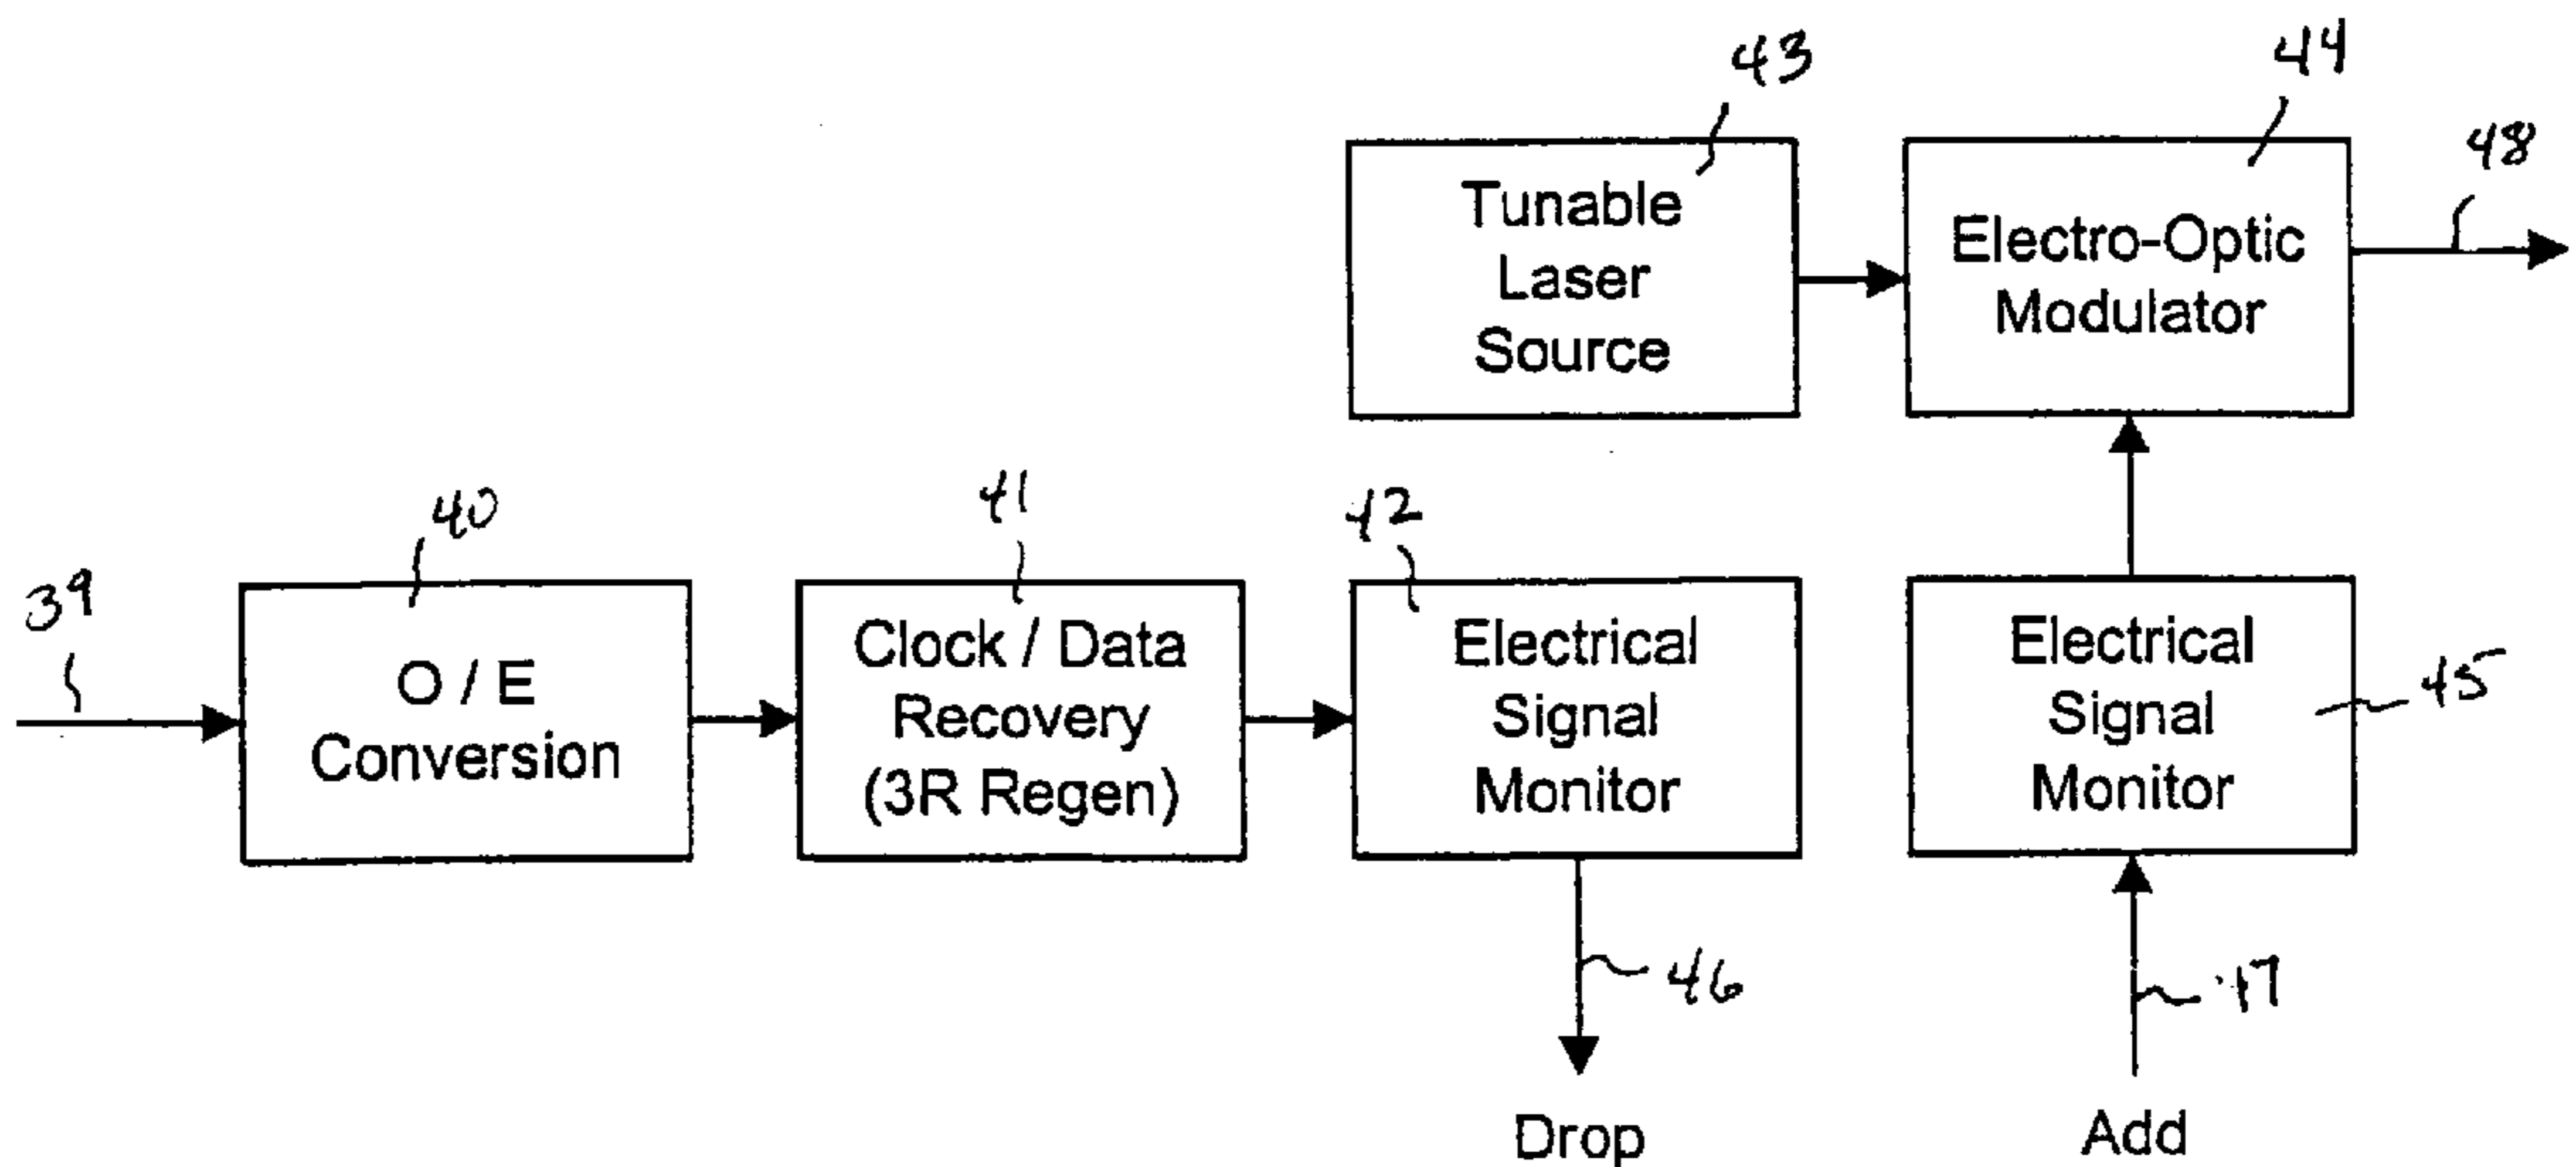 43
44
48
Tunable
Laser
Source
Electro-Optic
Modulator
39
40
41
42
O / E
Conversion
Clock / Data
Recovery
(3R Regen)
Electrical
Signal
Monitor
Electrical
Signal
Monitor
45
46
47
Drop
Add